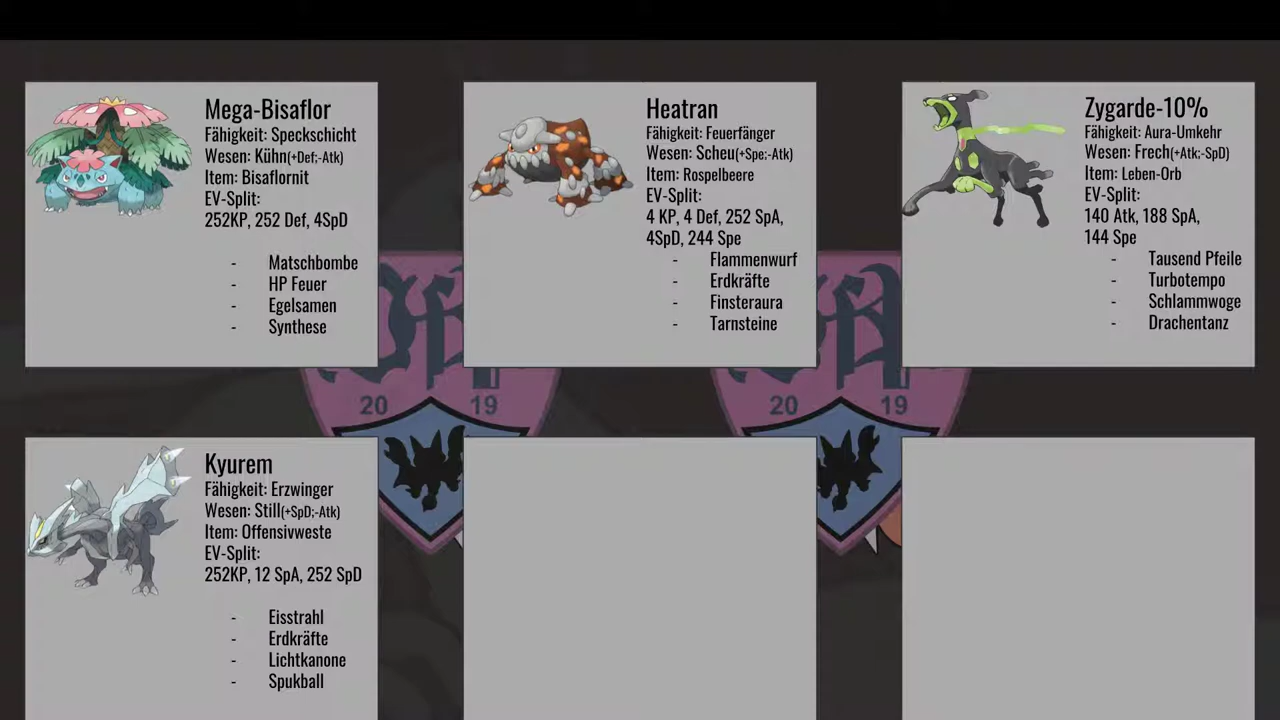 Mega-Bisaflor
Fähigkeit: Speckschicht
Wesen: Kühn(+Def;-Atk)
Item: Bisaflornit
EV-Split:
252KP, 252 Def, 4SpD
- Matschbombe
- HP Feuer
- Egelsamen
- Synthese
Heatran
Fähigkeit: Feuerfänger
Wesen: Scheu(+Spe;-Atk)
Item: Rospelbeere
EV-Split:
4 KP, 4 Def, 252 SpA,
4SpD, 244 Spe
- Flammenwurf
- Erdkräfte
- Finsteraura
- Tarnsteine
Zygarde-10%
Fähigkeit: Aura-Umkehr
Wesen: Frech(+Atk;-SpD)
Item: Leben-Orb
EV-Split:
140 Atk, 188 SpA,
144 Spe
- Tausend Pfeile
- Turbotempo
- Schlammwoge
- Drachentanz
20 19
20 19
Kyurem
Fähigkeit: Erzwinger
Wesen: Still(+SpD;-Atk)
Item: Offensivweste
EV-Split:
252KP, 12 SpA, 252 SpD
- Eisstrahl
- Erdkräfte
- Lichtkanone
- Spukball